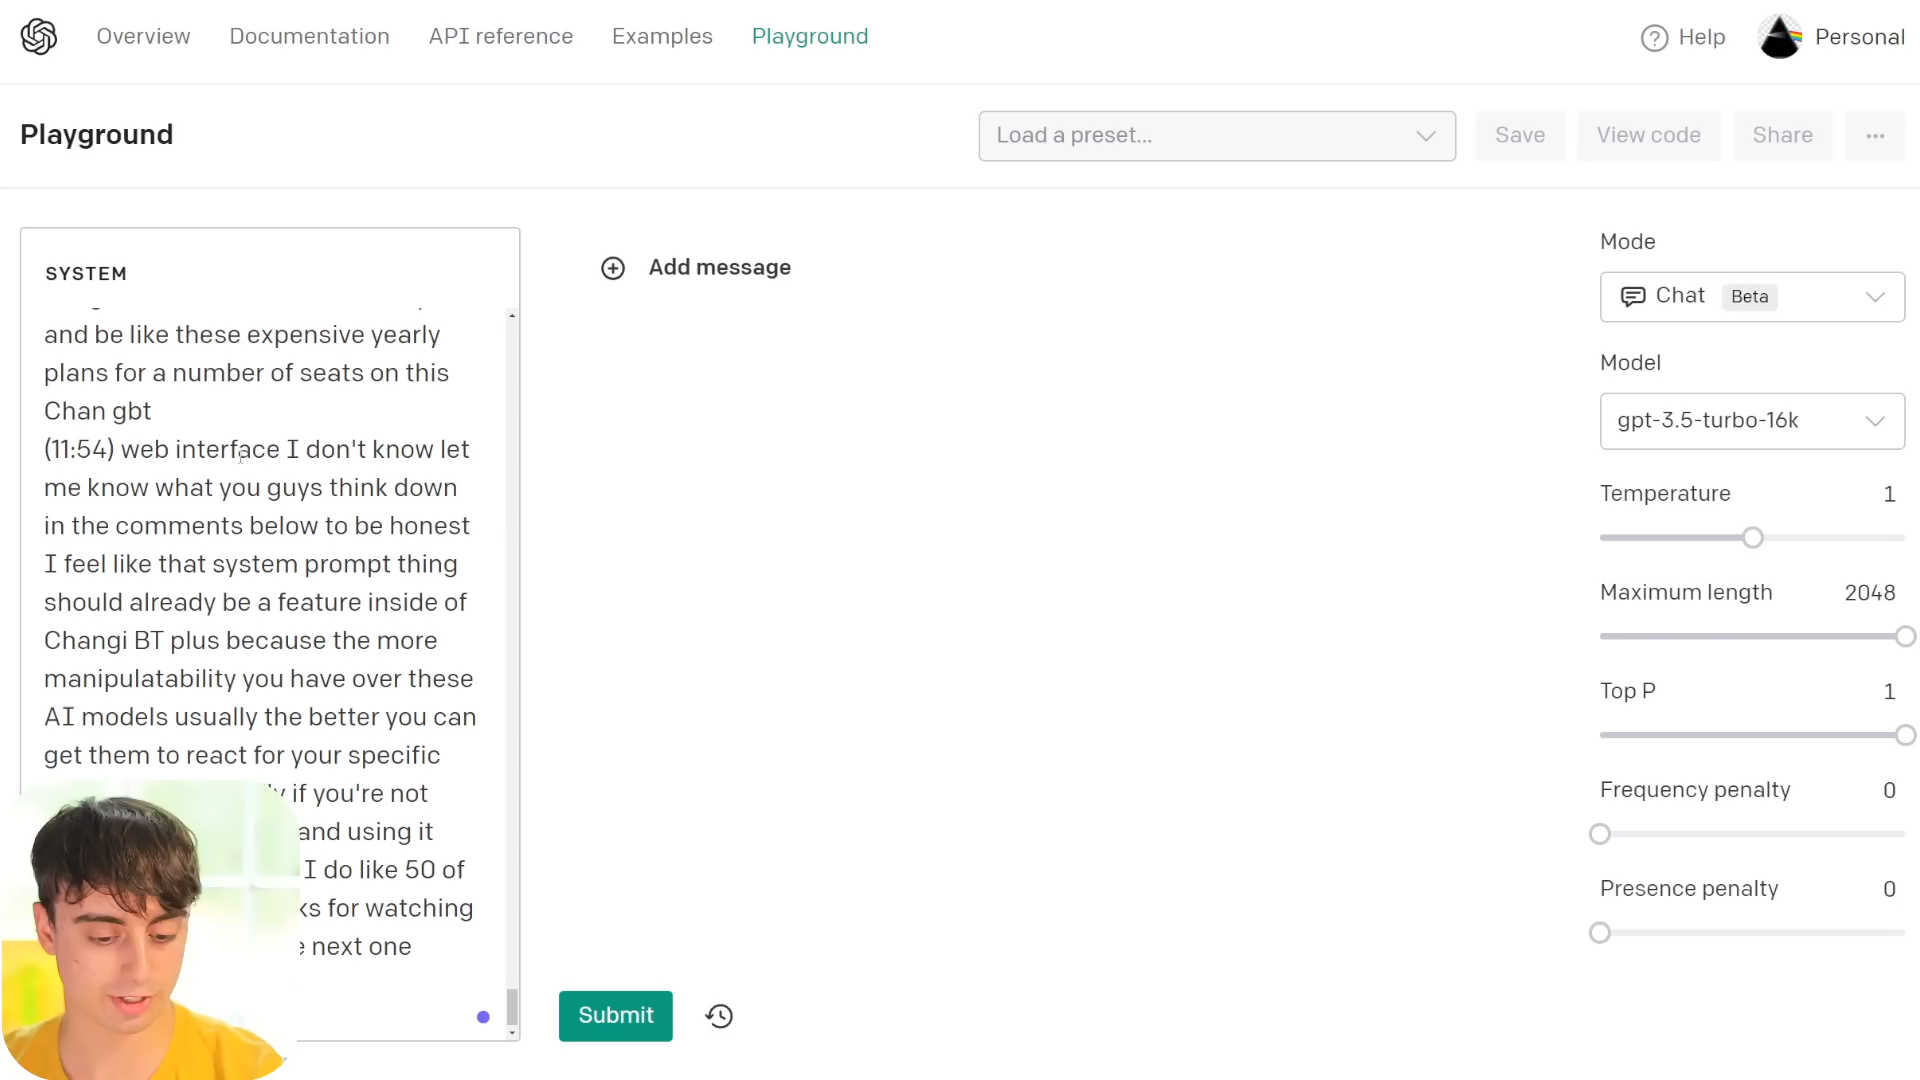 Overview Documentation API reference Examples Playground Help Personal
Playground
Load a preset... Save View code Share ...
SYSTEM
and be like these expensive yearly
plans for a number of seats on this
Chan gbt
(11:54) web interface I don't know let
me know what you guys think down
in the comments below to be honest
I feel like that system prompt thing
should already be a feature inside of
Changi BT plus because the more
manipulatability you have over these
AI models usually the better you can
get them to react for your specific
if you're not
and using it
I do like 50 of
for watching
next one
Add message
Submit
Mode
Chat Beta
Model
gpt-3.5-turbo-16k
Temperature 1
Maximum length 2048
Top P 1
Frequency penalty 0
Presence penalty 0